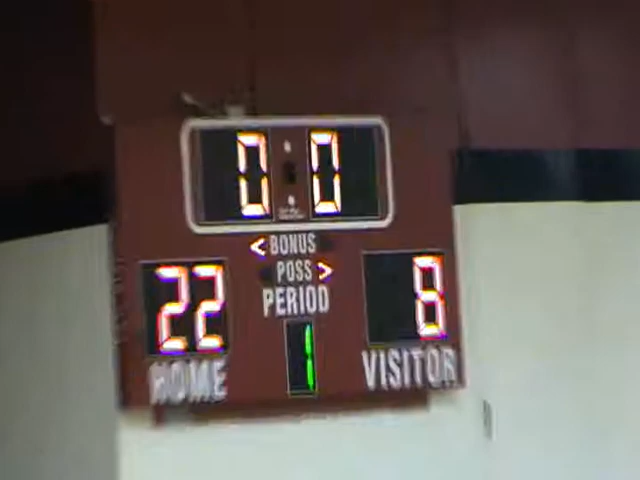 0:0
< BONUS
POSS >
22 PERIOD 8
1
HOME VISITOR